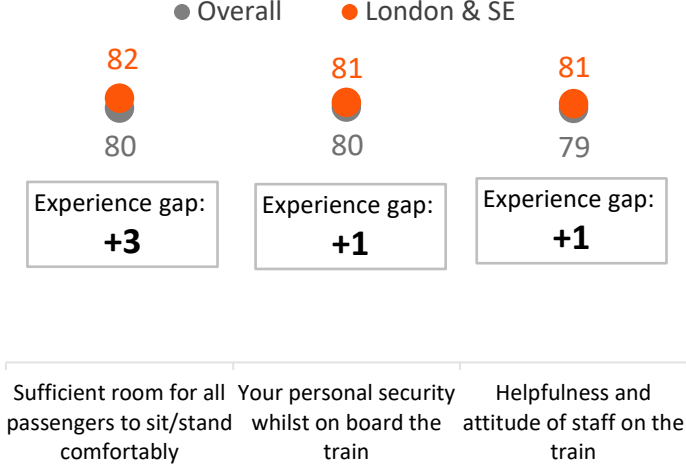 Overall London & SE
82 81 81
80 80 79
Experience gap: Experience gap: Experience gap:
+3 +1 +1
Sufficient room for all Your personal security Helpfulness and
passengers to sit/stand whilst on board the attitude of staff on the
comfortably train train